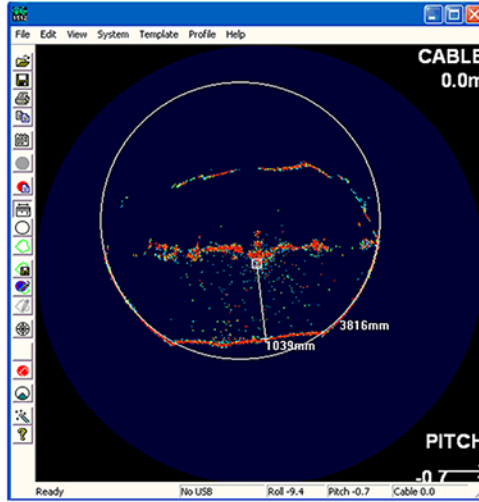 1512
File Edit View System Template Profile Help
CABLE
0.0m
3816mm
1039mm
PITCH
-0.7
Ready No USB Roll -9.4 Pitch -0.7 Cable 0.0